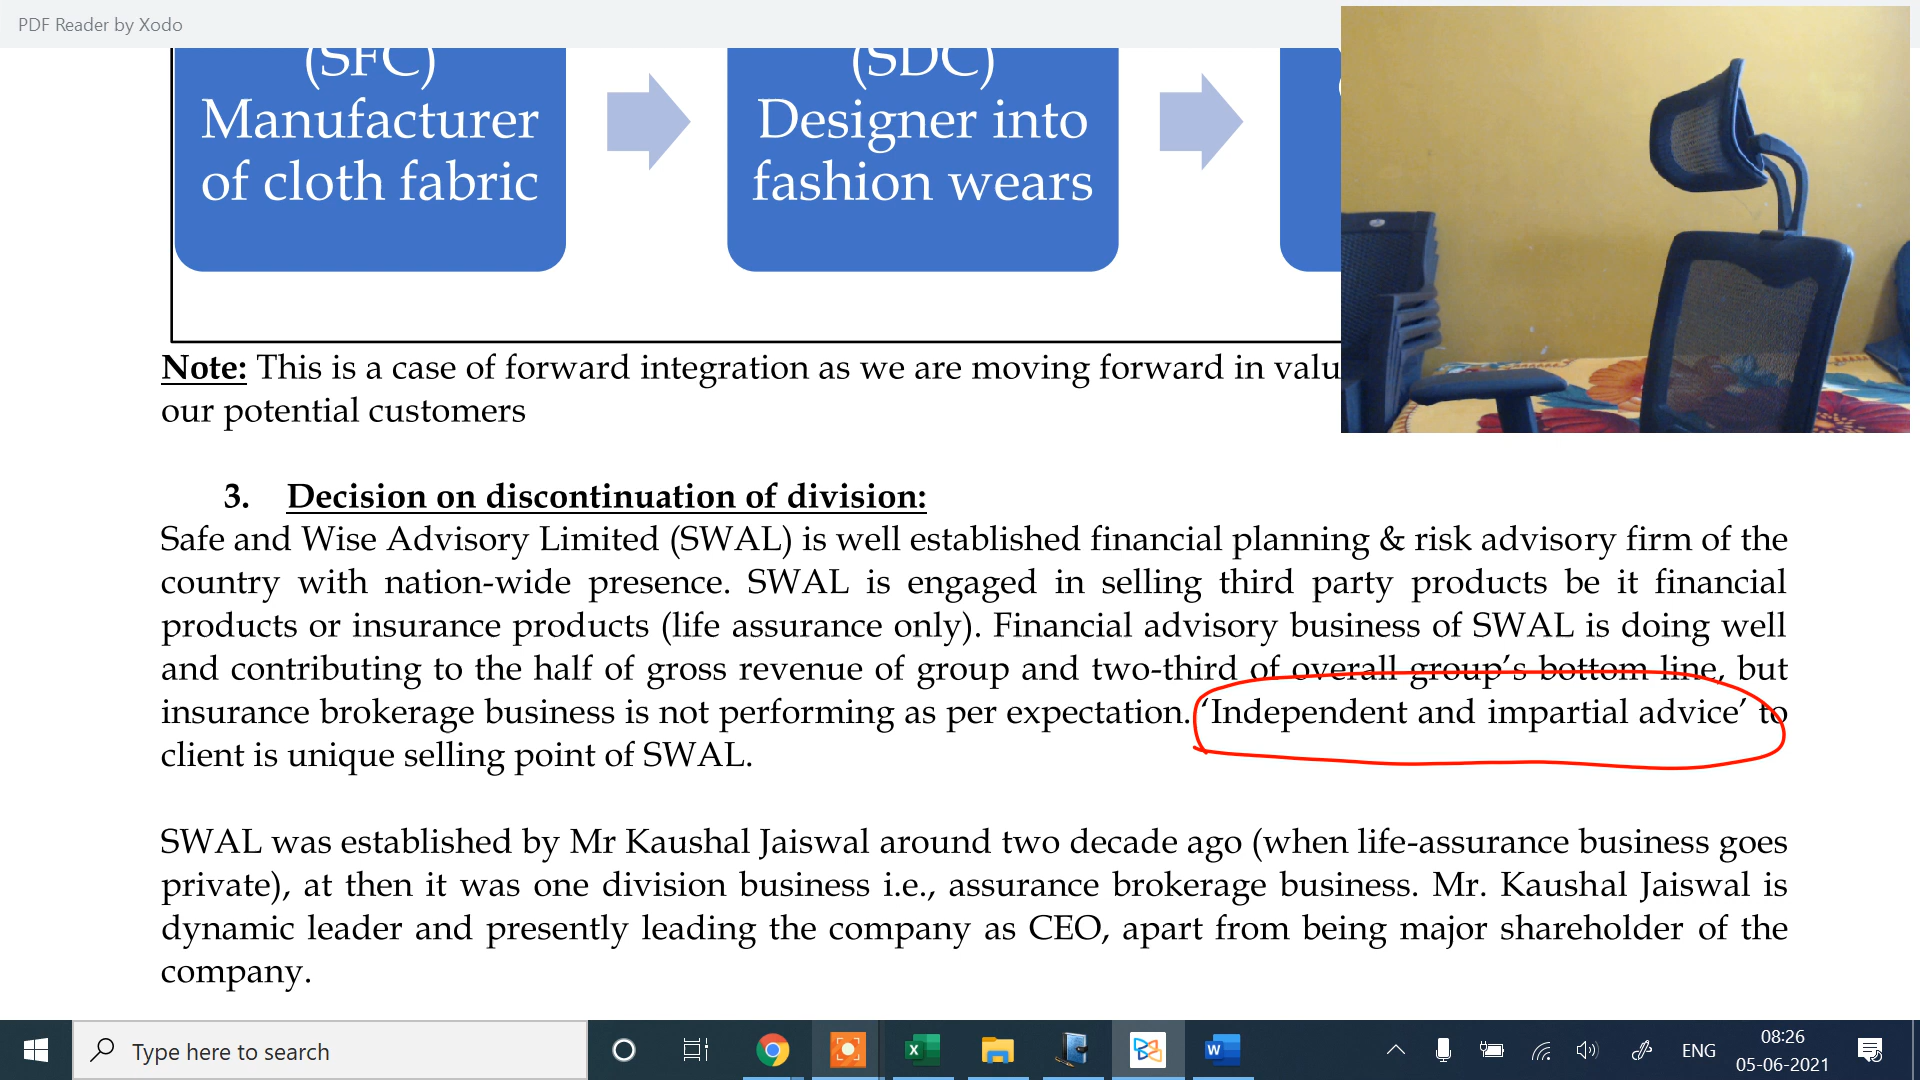 PDF Reader by Xodo
(SFC)
Manufacturer
of cloth fabric
(SDC)
Designer into
fashion wears
Note: This is a case of forward integration as we are moving forward in valu
our potential customers
3. Decision on discontinuation of division:
Safe and Wise Advisory Limited (SWAL) is well established financial planning & risk advisory firm of the
country with nation-wide presence. SWAL is engaged in selling third party products be it financial
products or insurance products (life assurance only). Financial advisory business of SWAL is doing well
and contributing to the half of gross revenue of group and two-third of overall group's bottom line, but
insurance brokerage business is not performing as per expectation. ‘Independent and impartial advice’ to
client is unique selling point of SWAL.
SWAL was established by Mr Kaushal Jaiswal around two decade ago (when life-assurance business goes
private), at then it was one division business i.e., assurance brokerage business. Mr. Kaushal Jaiswal is
dynamic leader and presently leading the company as CEO, apart from being major shareholder of the
company.
Type here to search
ENG
08:26
05-06-2021